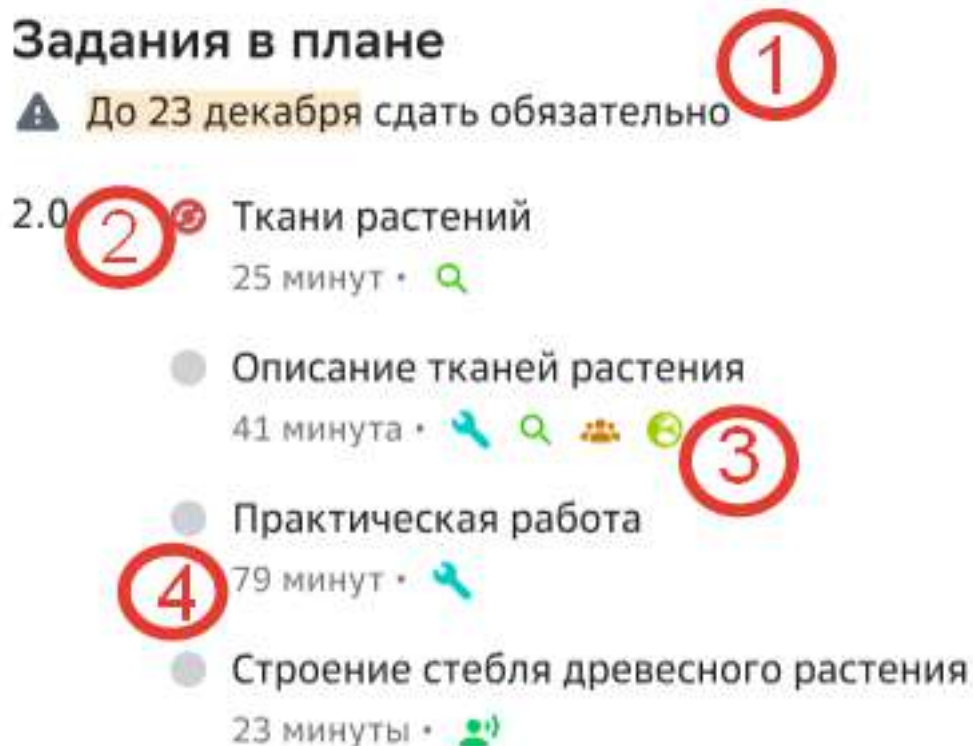 Задания в плане
1
До 23 декабря сдать обязательно
2.0
2
Ткани растений
25 минут •
Описание тканей растения
41 минута •
3
Практическая работа
4
79 минут •
Строение стебля древесного растения
23 минуты •